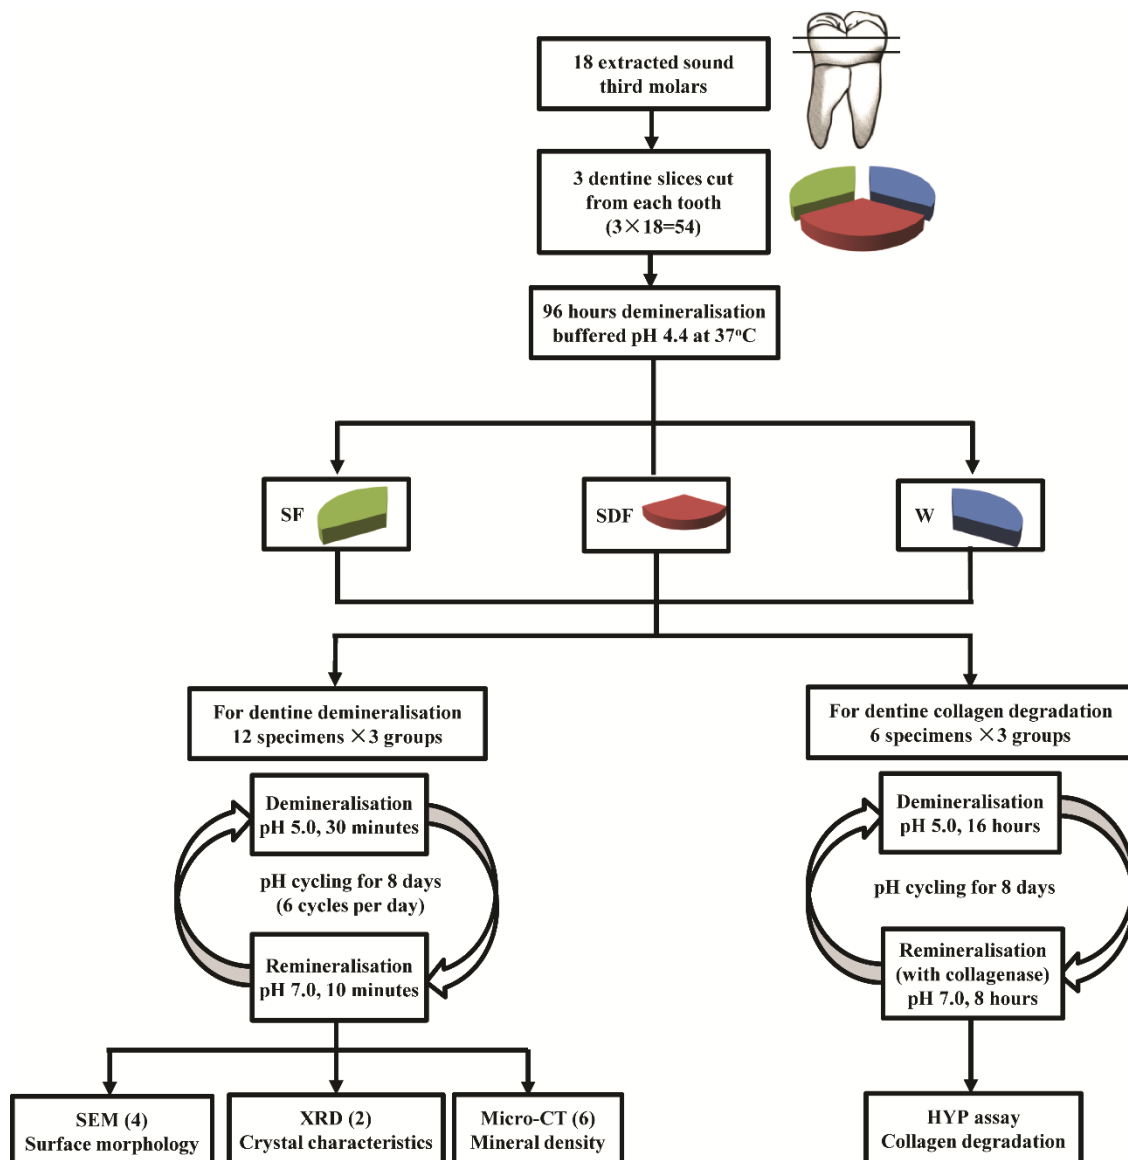 18 extracted sound
third molars
3 dentine slices cut
from each tooth
(3×18=54)
96 hours demineralisation
buffered pH 4.4 at 37°C
SF
SDF
W
For dentine demineralisation
12 specimens ×3 groups
Demineralisation
pH 5.0, 30 minutes
pH cycling for 8 days
(6 cycles per day)
Remineralisation
pH 7.0, 10 minutes
SEM (4)
Surface morphology
XRD (2)
Crystal characteristics
Micro-CT (6)
Mineral density
For dentine collagen degradation
6 specimens ×3 groups
Demineralisation
pH 5.0, 16 hours
pH cycling for 8 days
Remineralisation
(with collagenase)
pH 7.0, 8 hours
HYP assay
Collagen degradation